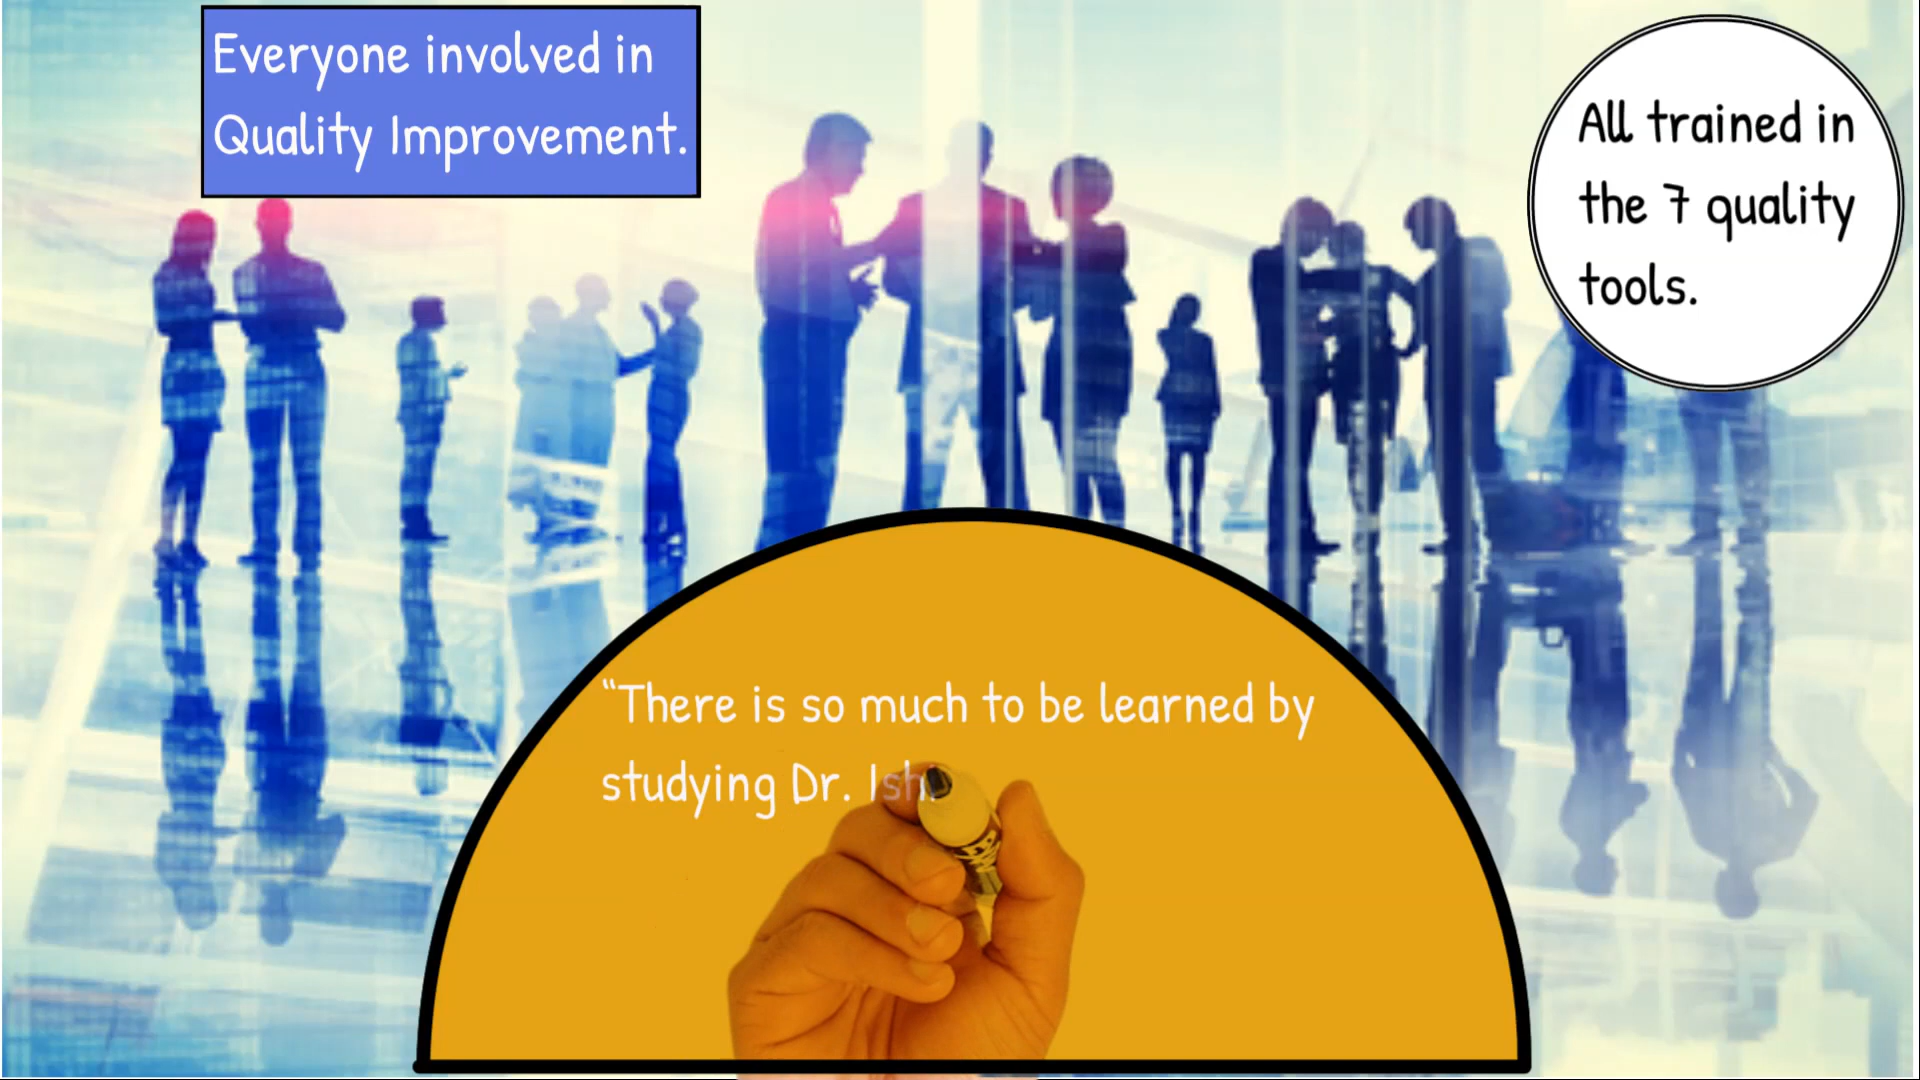 Everyone involved in
Quality Improvement.
All trained in
the 7 quality
tools.
“There is so much to be learned by
studying Dr. Ish